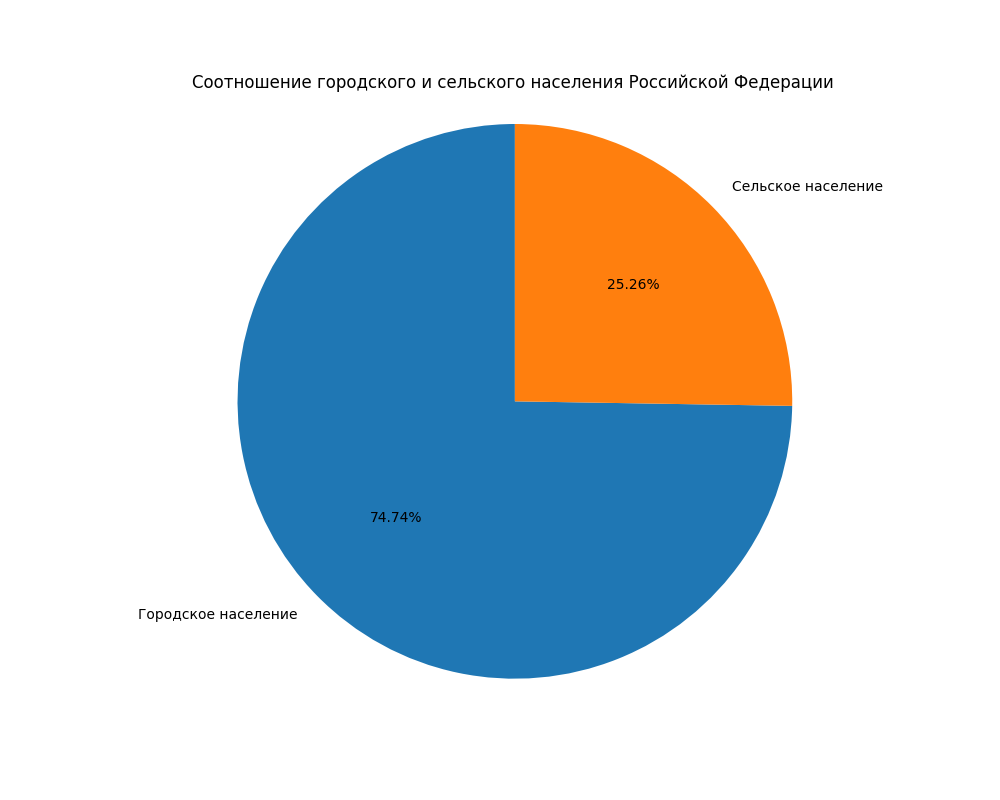 Соотношение городского и сельского населения Российской Федерации
Сельское население
25.26%
74.74%
Городское население